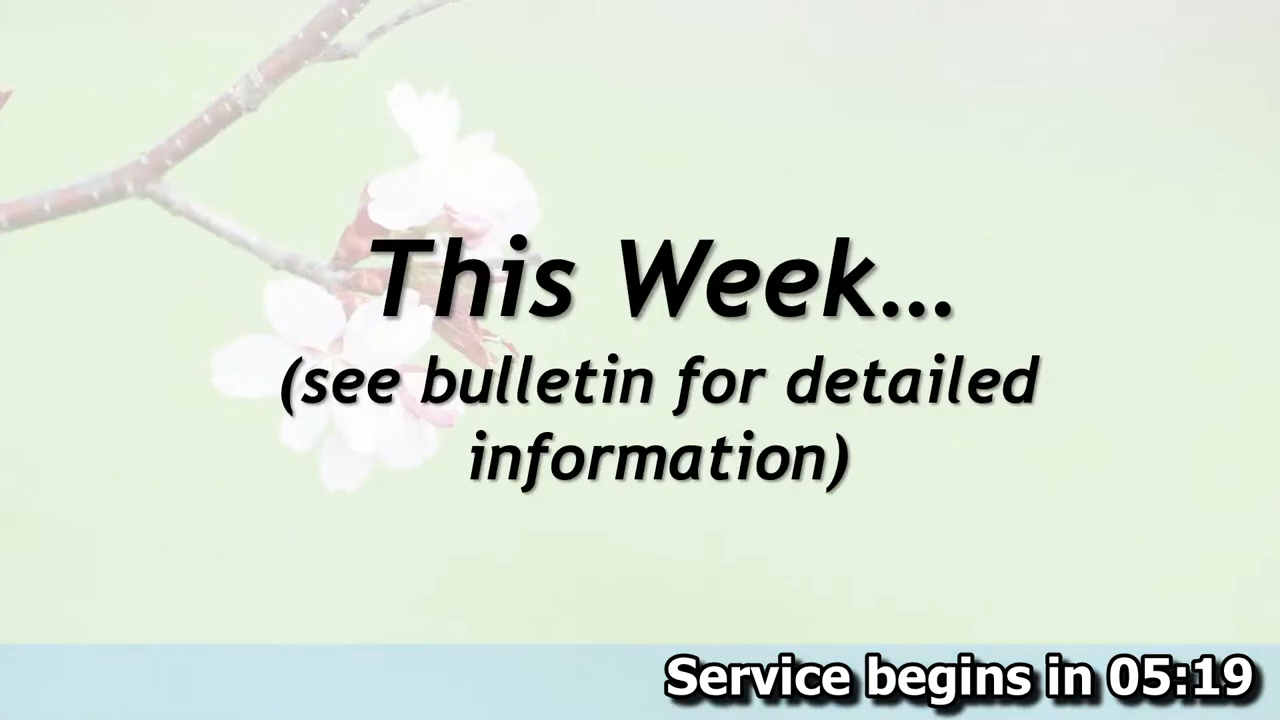 This Week...
(see bulletin for detailed
information)
Service begins in 05:19